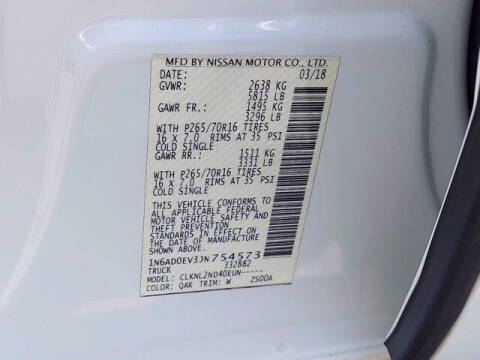 MFD BY NISSAN MOTOR CO., LTD.
DATE: 03/18
GVWR: 2638 KG
5815 LB
GAWR FR.: 1495 KG
3296 LB
WITH P265/70R16 TIRES
16 X 7.0 RIMS AT 35 PSI
COLD SINGLE
GAWR RR.: 1511 KG
3331 LB
WITH P265/70R16 TIRES
16 X 7.0 RIMS AT 35 PSI
COLD SINGLE
THIS VEHICLE CONFORMS TO
ALL APPLICABLE FEDERAL
MOTOR VEHICLE SAFETY AND
THEFT PREVENTION
STANDARDS IN EFFECT ON
THE DATE OF MANUFACTURE
SHOWN ABOVE.
1N6AD0EV3JN754573
TRUCK 332882
MODEL: CLKNL2ND40EUN-----
COLOR: QAK TRIM: W 2500A